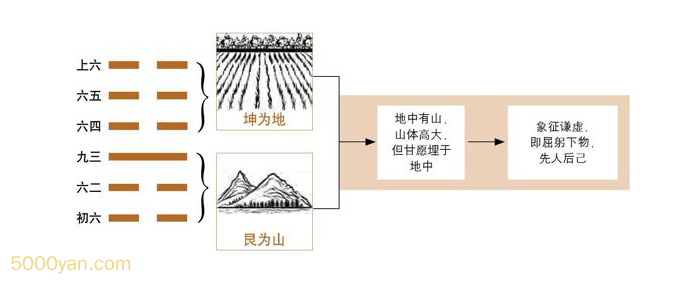 上六
六五
六四
九三
六二
初六
坤为地
艮为山
地中有山,
山体高大,
但甘愿埋于
地中
象征谦虚,
即屈躬下物,
先人后己
5000yan.com